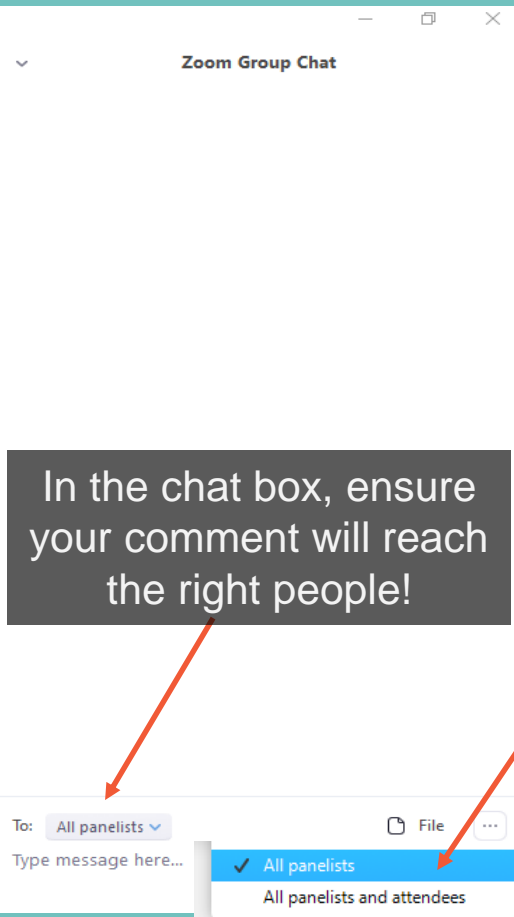 Zoom Group Chat
In the chat box, ensure
your comment will reach
the right people!
To: All panelists File ...
Type message here...
All panelists
All panelists and attendees